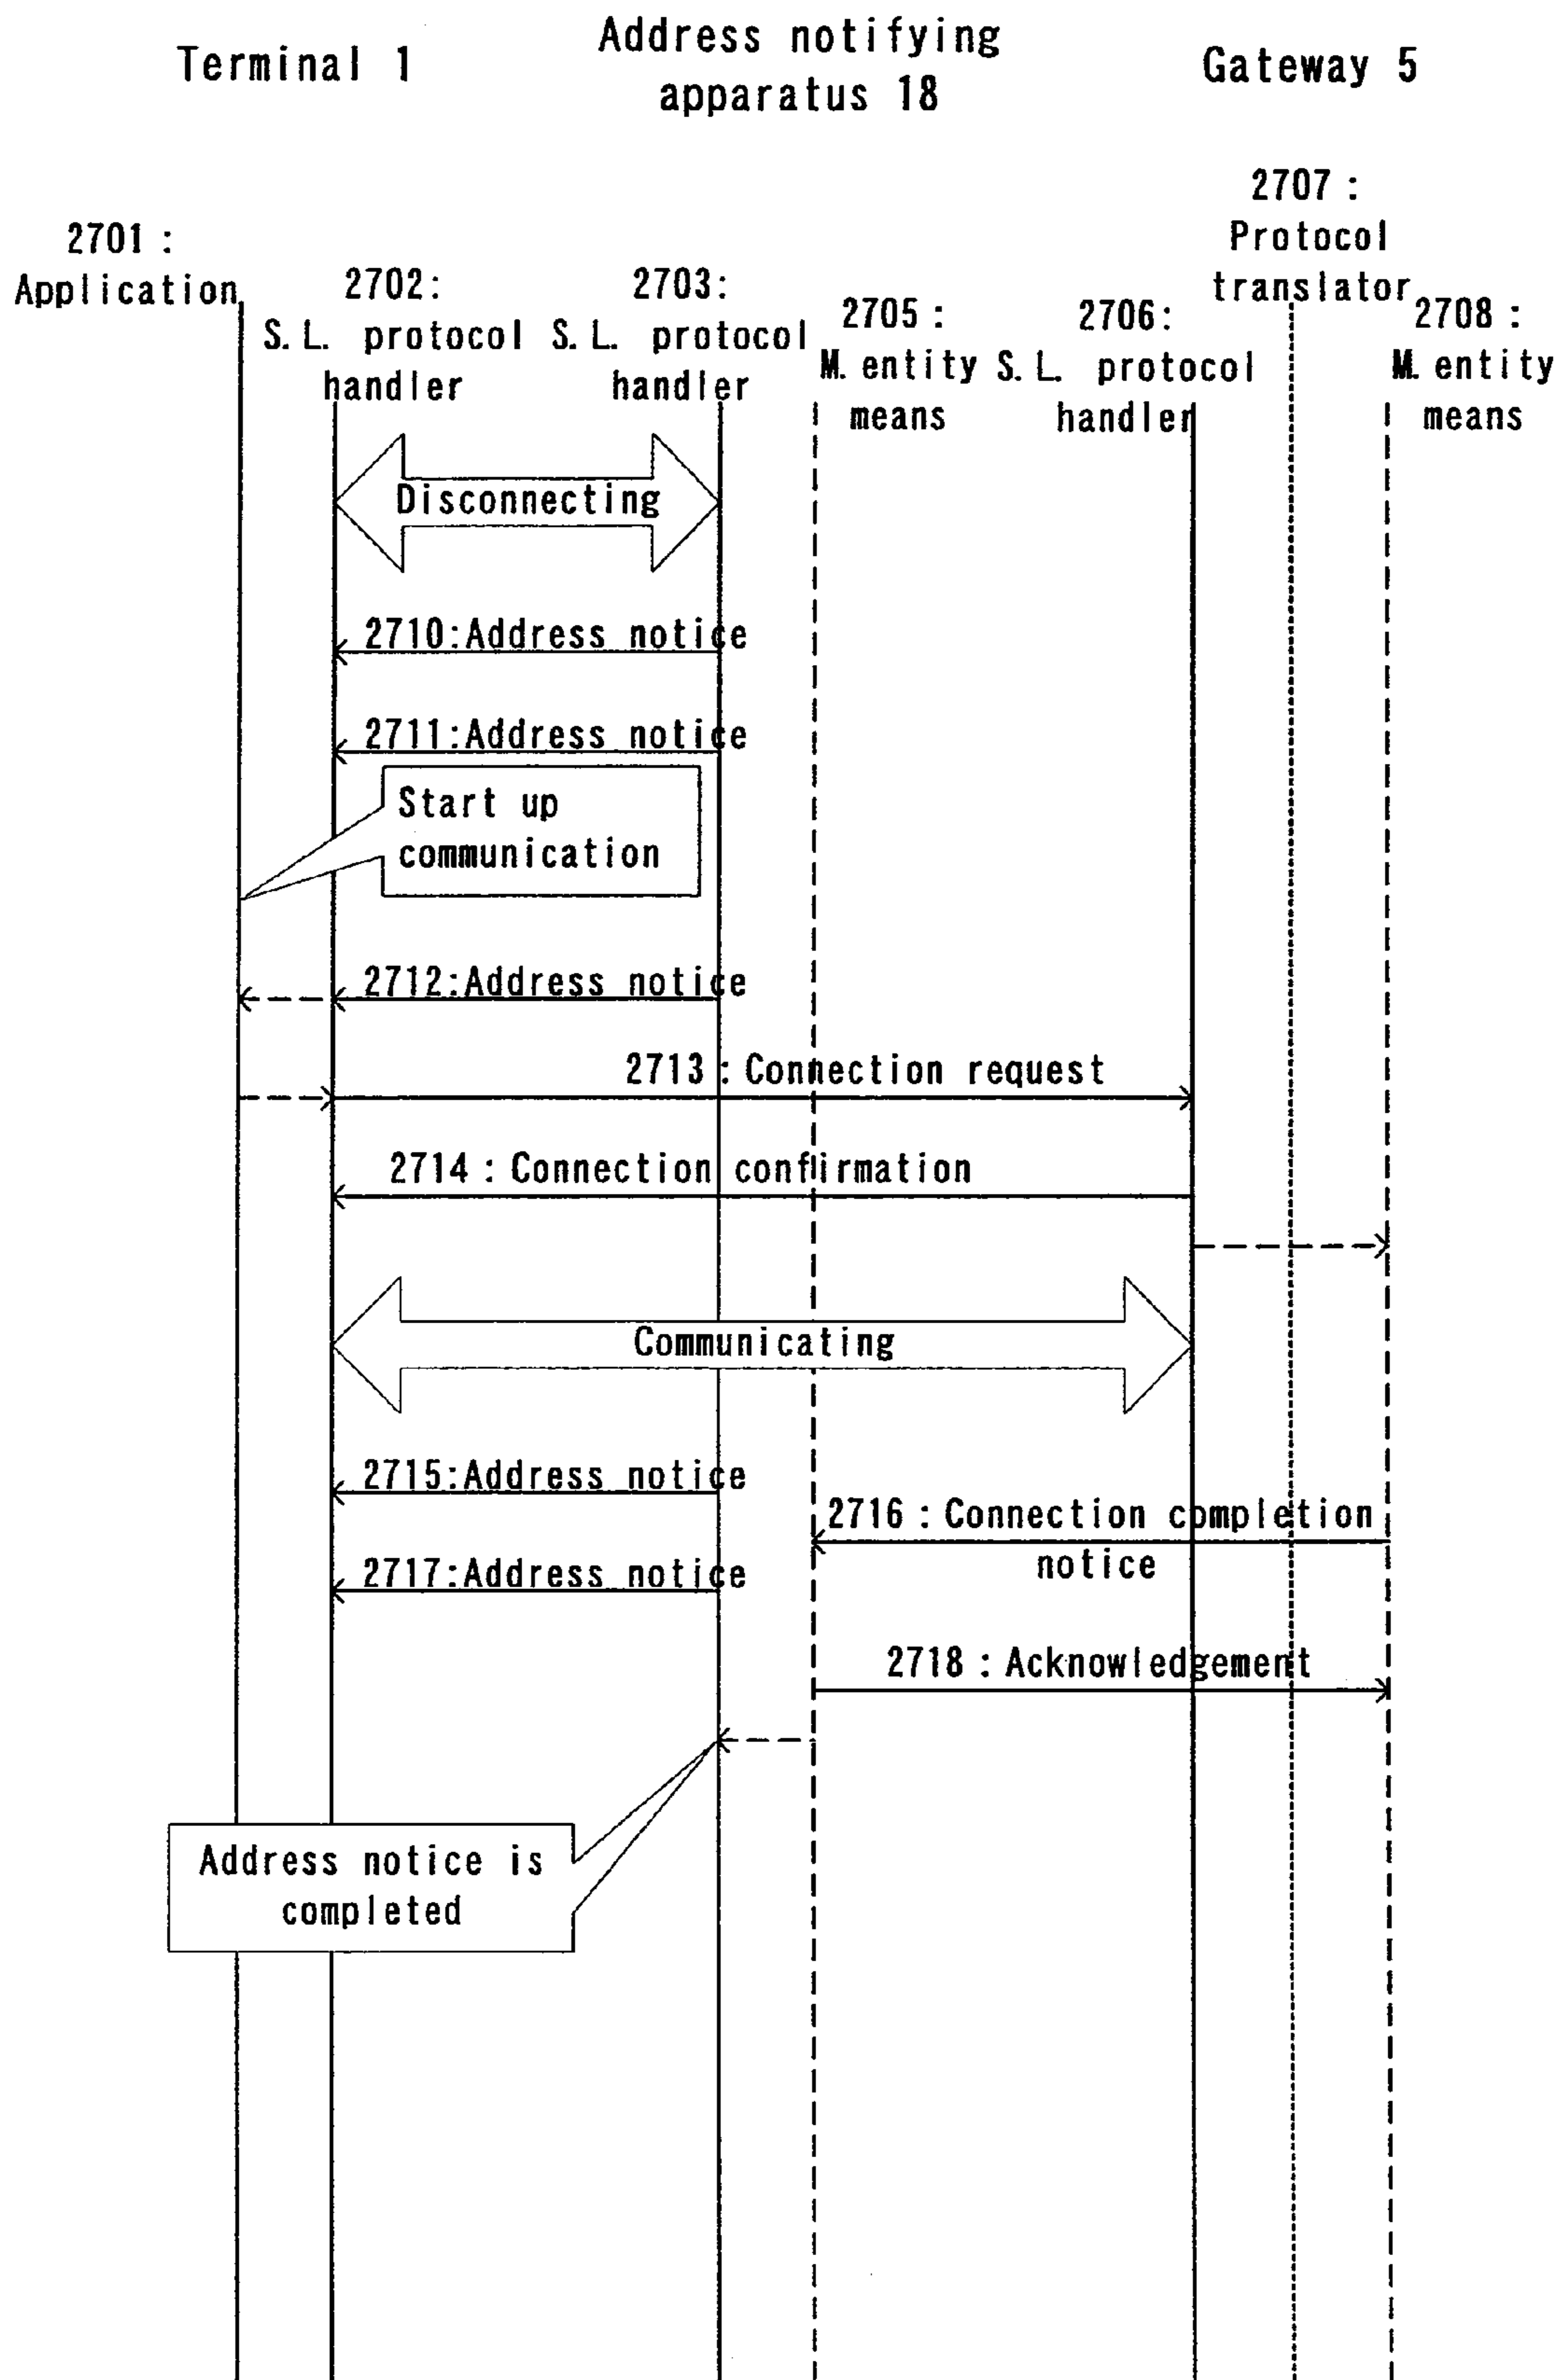 Terminal 1
Address notifying
apparatus 18
Gateway 5
2701 :
Application
2702:
S.L. protocol
handler
2703:
S.L. protocol
handler
2705 :
M.entity
means
2706:
S.L. protocol
handler
2707 :
Protocol
translator
2708 :
M.entity
means
Disconnecting
2710:Address notice
2711:Address notice
Start up
communication
2712:Address notice
2713 : Connection request
2714 : Connection confirmation
Communicating
2715:Address notice
2716 : Connection completion
notice
2717:Address notice
2718 : Acknowledgement
Address notice is
completed